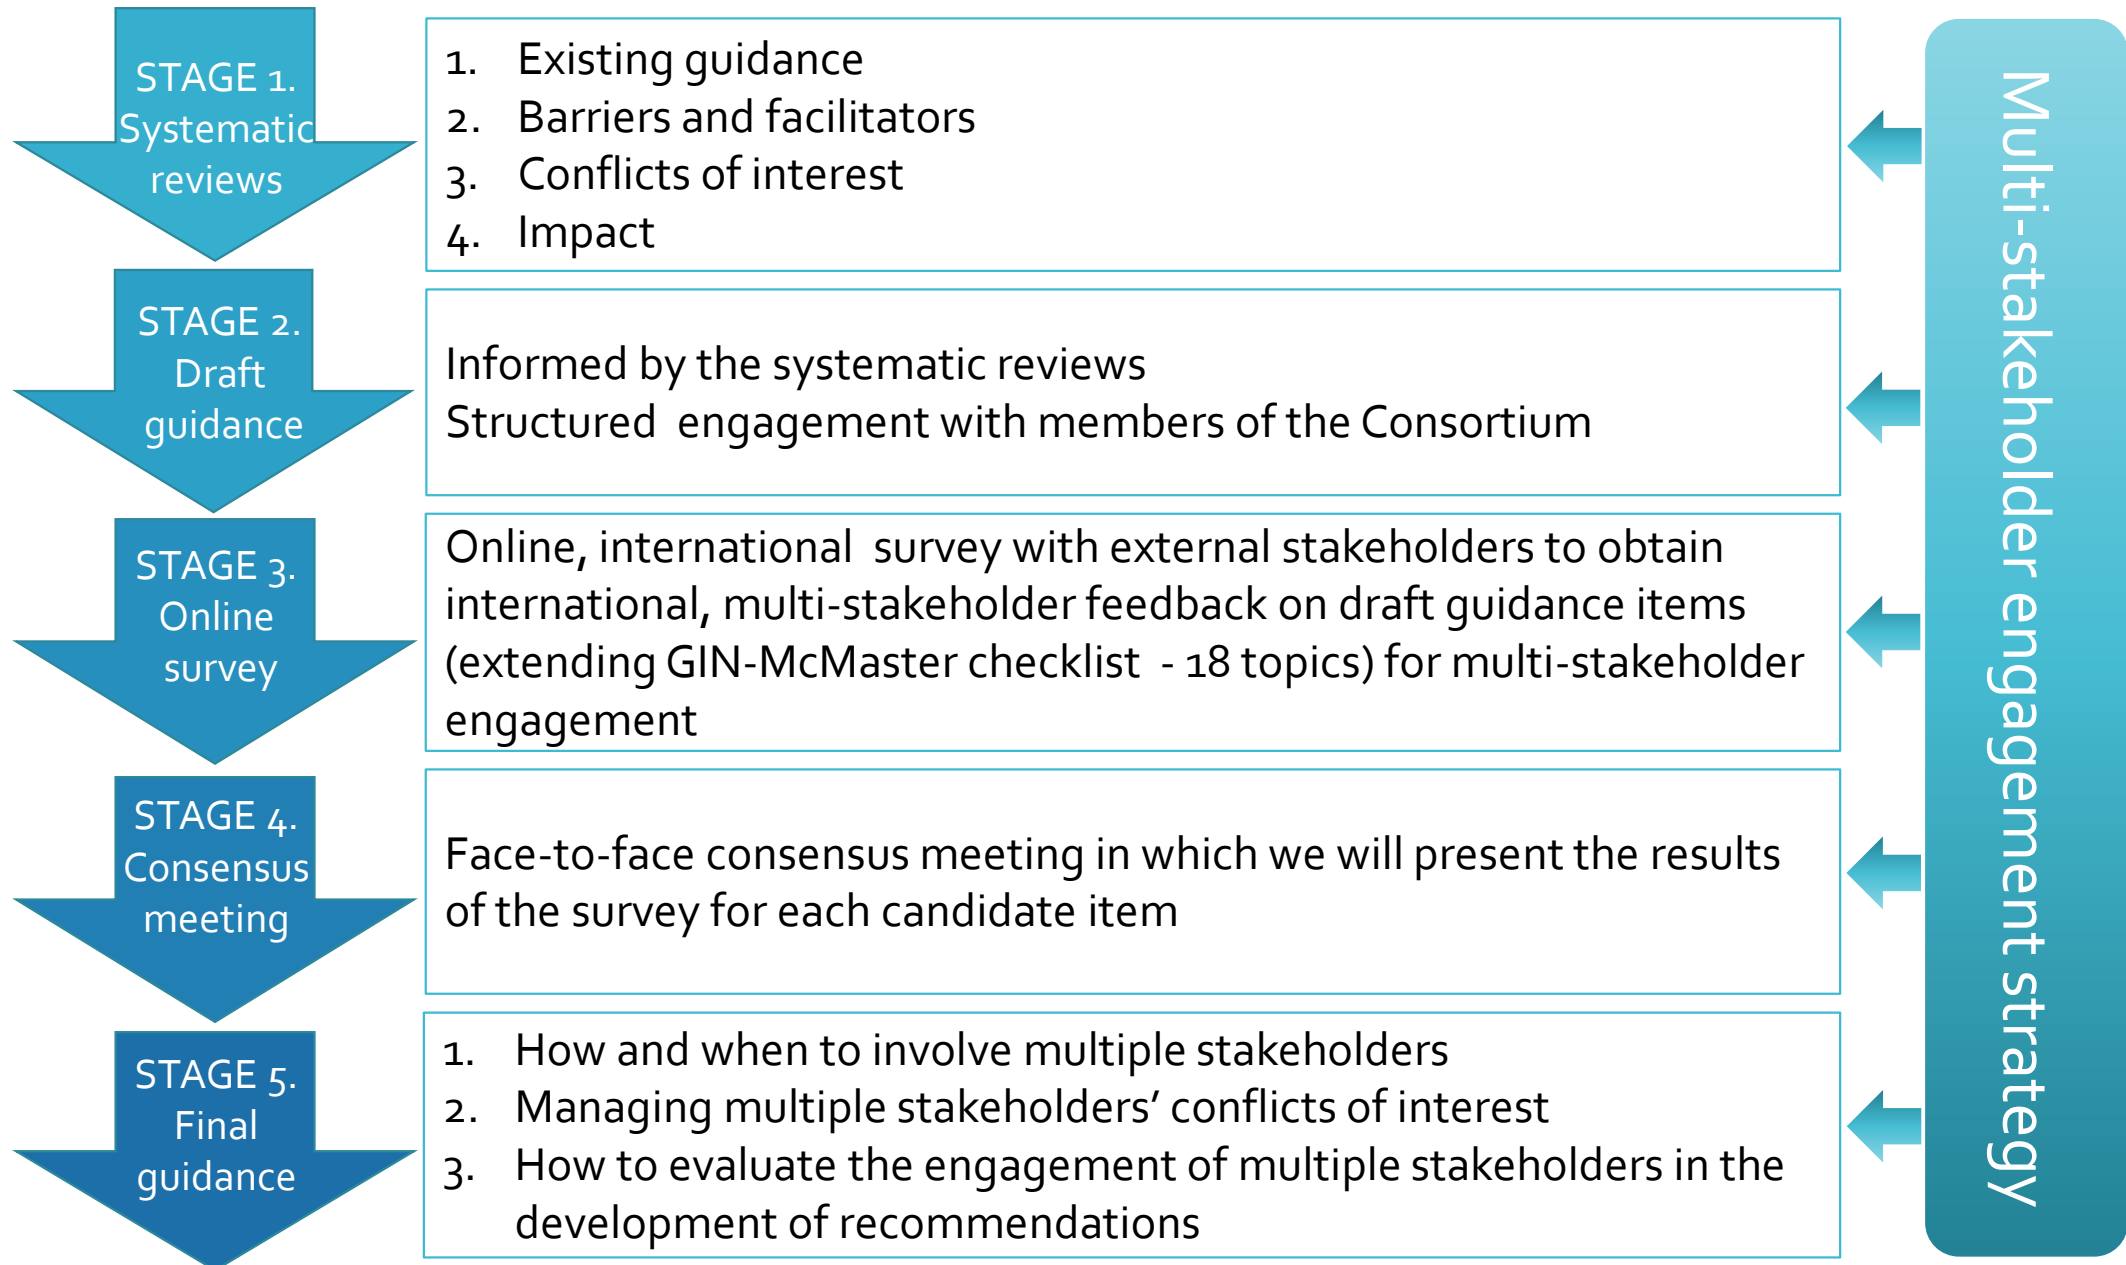 STAGE 1.
Systematic
reviews
1. Existing guidance
2. Barriers and facilitators
3. Conflicts of interest
4. Impact
STAGE 2.
Draft
guidance
Informed by the systematic reviews
Structured engagement with members of the Consortium
STAGE 3.
Online
survey
Online, international survey with external stakeholders to obtain
international, multi-stakeholder feedback on draft guidance items
(extending GIN-McMaster checklist - 18 topics) for multi-stakeholder
engagement
STAGE 4.
Consensus
meeting
Face-to-face consensus meeting in which we will present the results
of the survey for each candidate item
STAGE 5.
Final
guidance
1. How and when to involve multiple stakeholders
2. Managing multiple stakeholders’ conflicts of interest
3. How to evaluate the engagement of multiple stakeholders in the
development of recommendations
Multi-stakeholder engagement strategy